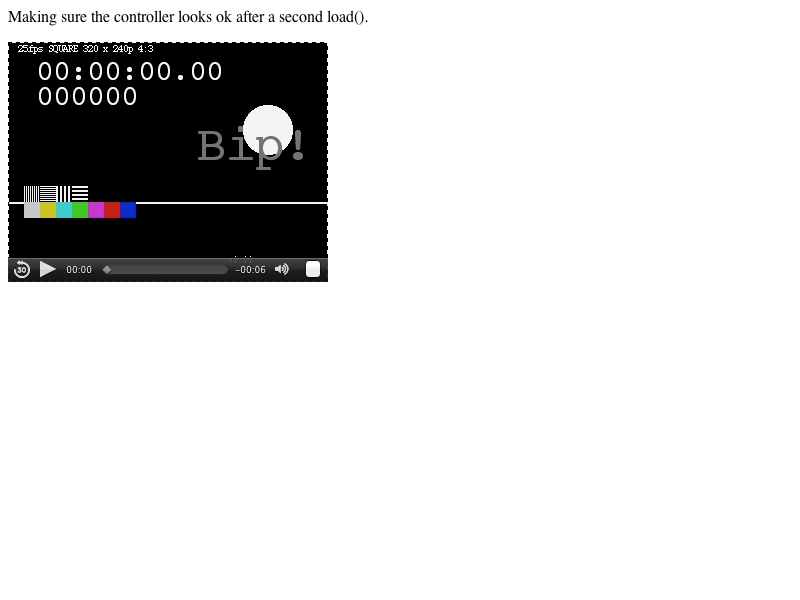 Making sure the controller looks ok after a second load().
25fps SQUARE 320 x 240p 4:3
00:00:00.00
000000
Bip!
30
00:00
-00:06